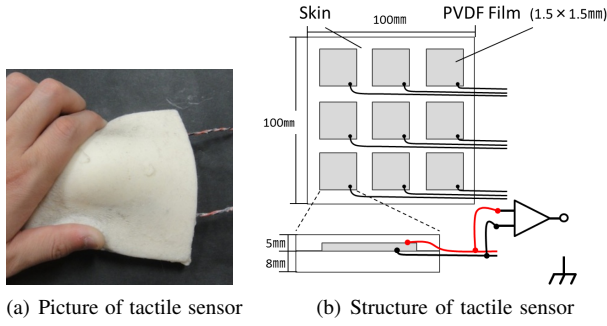 Skin
100mm
PVDF Film (1.5×1.5mm)
100mm
5mm
8mm
(a) Picture of tactile sensor
(b) Structure of tactile sensor